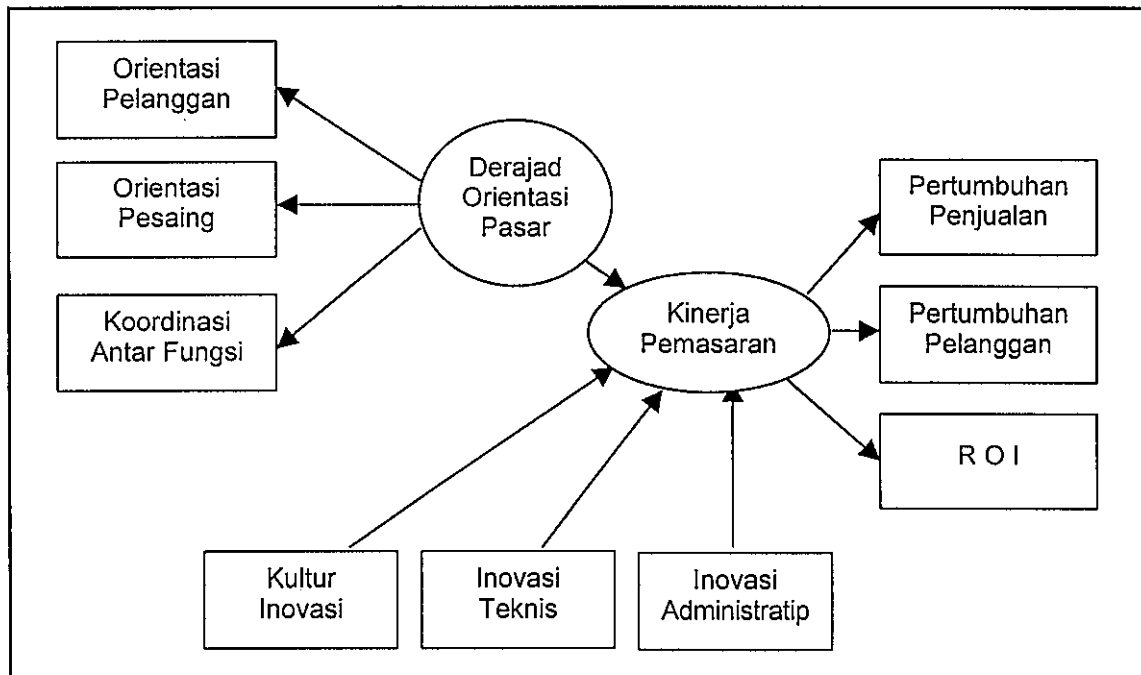 Orientasi
Pelanggan
Orientasi
Pesaing
Koordinasi
Antar Fungsi
Derajad
Orientasi
Pasar
Kinerja
Pemasaran
Pertumbuhan
Penjualan
Pertumbuhan
Pelanggan
R O I
Kultur
Inovasi
Inovasi
Teknis
Inovasi
Administratip